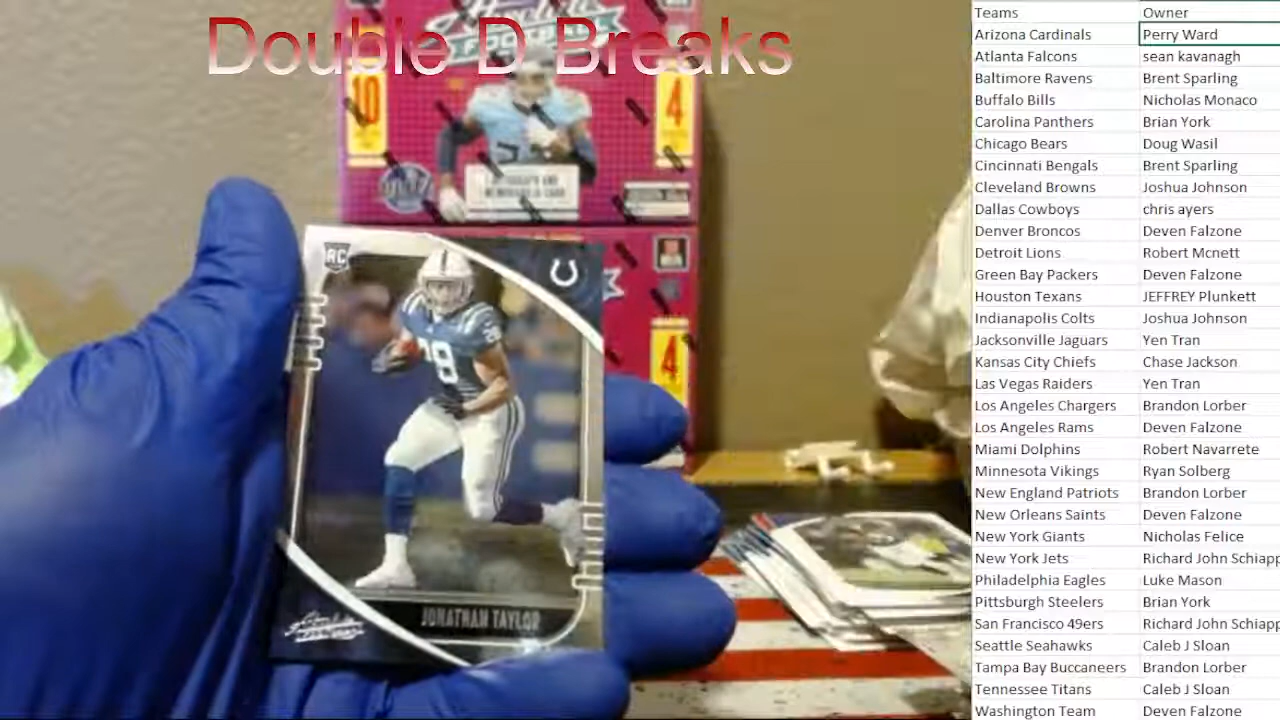 Double D Breaks
Absolute
FOOTBALL
10
4
AUTOGRAPH AND
MEMORABILIA CARD
4
RC
28
28
JONATHAN TAYLOR
Absolute
Teams Owner
Arizona Cardinals Perry Ward
Atlanta Falcons sean kavanagh
Baltimore Ravens Brent Sparling
Buffalo Bills Nicholas Monaco
Carolina Panthers Brian York
Chicago Bears Doug Wasil
Cincinnati Bengals Brent Sparling
Cleveland Browns Joshua Johnson
Dallas Cowboys chris ayers
Denver Broncos Deven Falzone
Detroit Lions Robert Mcnett
Green Bay Packers Deven Falzone
Houston Texans JEFFREY Plunkett
Indianapolis Colts Joshua Johnson
Jacksonville Jaguars Yen Tran
Kansas City Chiefs Chase Jackson
Las Vegas Raiders Yen Tran
Los Angeles Chargers Brandon Lorber
Los Angeles Rams Deven Falzone
Miami Dolphins Robert Navarrete
Minnesota Vikings Ryan Solberg
New England Patriots Brandon Lorber
New Orleans Saints Deven Falzone
New York Giants Nicholas Felice
New York Jets Richard John Schiapp
Philadelphia Eagles Luke Mason
Pittsburgh Steelers Brian York
San Francisco 49ers Richard John Schiapp
Seattle Seahawks Caleb J Sloan
Tampa Bay Buccaneers Brandon Lorber
Tennessee Titans Caleb J Sloan
Washington Team Deven Falzone